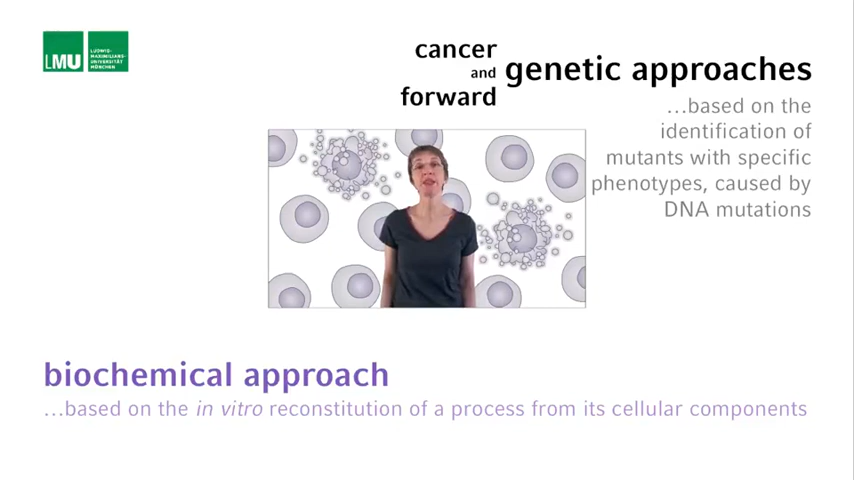 LMU
LUDWIG-
MAXIMILIANS-
UNIVERSITÄT
MÜNCHEN
cancer
and
forward
genetic approaches
...based on the
identification of
mutants with specific
phenotypes, caused by
DNA mutations
biochemical approach
...based on the in vitro reconstitution of a process from its cellular components